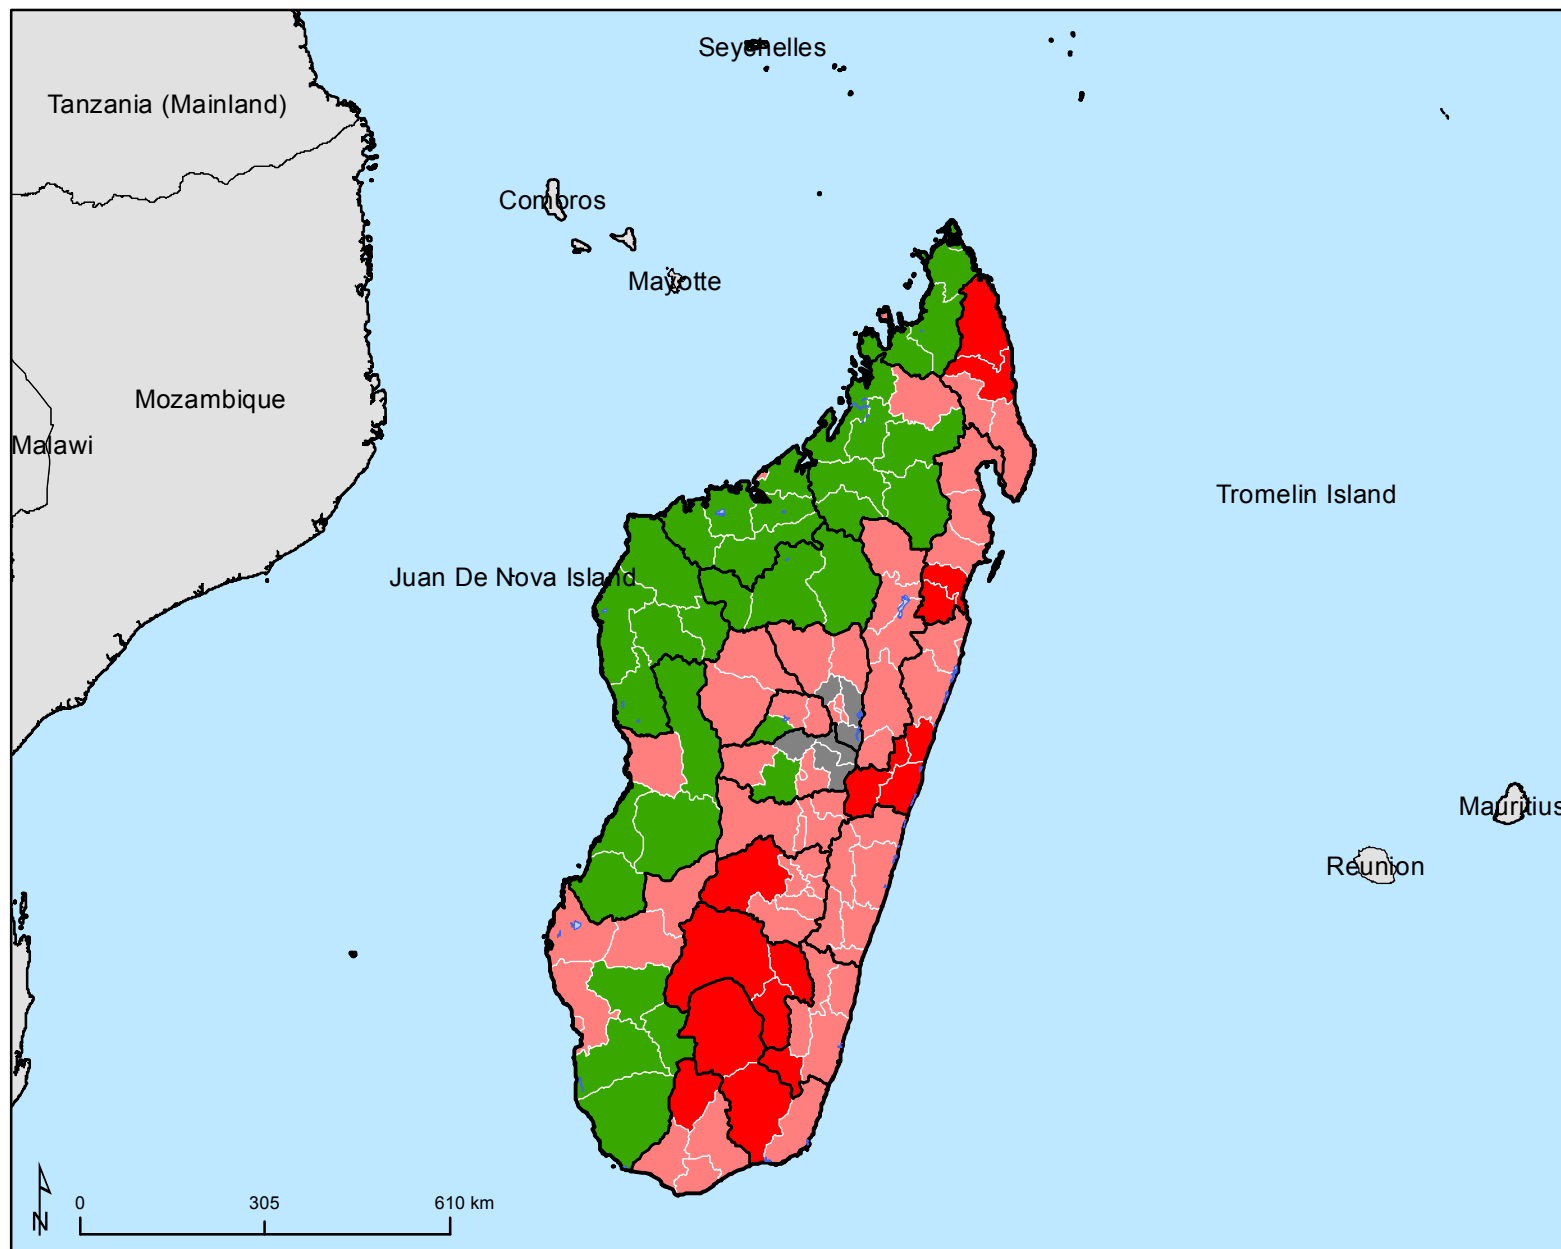 Seychelles
Tanzania (Mainland)
Comoros
Mayotte
Mozambique
Malawi
Tromelin Island
Juan De Nova Island
Mauritius
Reunion
N
0 305 610 km